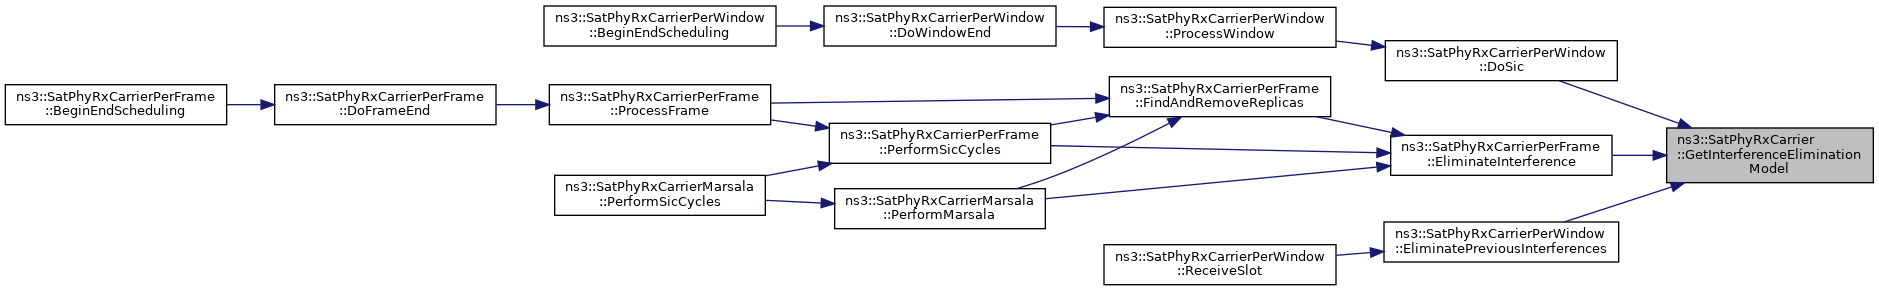 ns3::SatPhyRxCarrierPerWindow
::BeginEndScheduling
ns3::SatPhyRxCarrierPerWindow
::DoWindowEnd
ns3::SatPhyRxCarrierPerWindow
::ProcessWindow
ns3::SatPhyRxCarrierPerWindow
::DoSic
ns3::SatPhyRxCarrierPerFrame
::BeginEndScheduling
ns3::SatPhyRxCarrierPerFrame
::DoFrameEnd
ns3::SatPhyRxCarrierPerFrame
::ProcessFrame
ns3::SatPhyRxCarrierPerFrame
::FindAndRemoveReplicas
ns3::SatPhyRxCarrierPerFrame
::PerformSicCycles
ns3::SatPhyRxCarrierPerFrame
::EliminateInterference
ns3::SatPhyRxCarrier
::GetInterferenceElimination
Model
ns3::SatPhyRxCarrierMarsala
::PerformSicCycles
ns3::SatPhyRxCarrierMarsala
::PerformMarsala
ns3::SatPhyRxCarrierPerWindow
::EliminatePreviousInterferences
ns3::SatPhyRxCarrierPerWindow
::ReceiveSlot